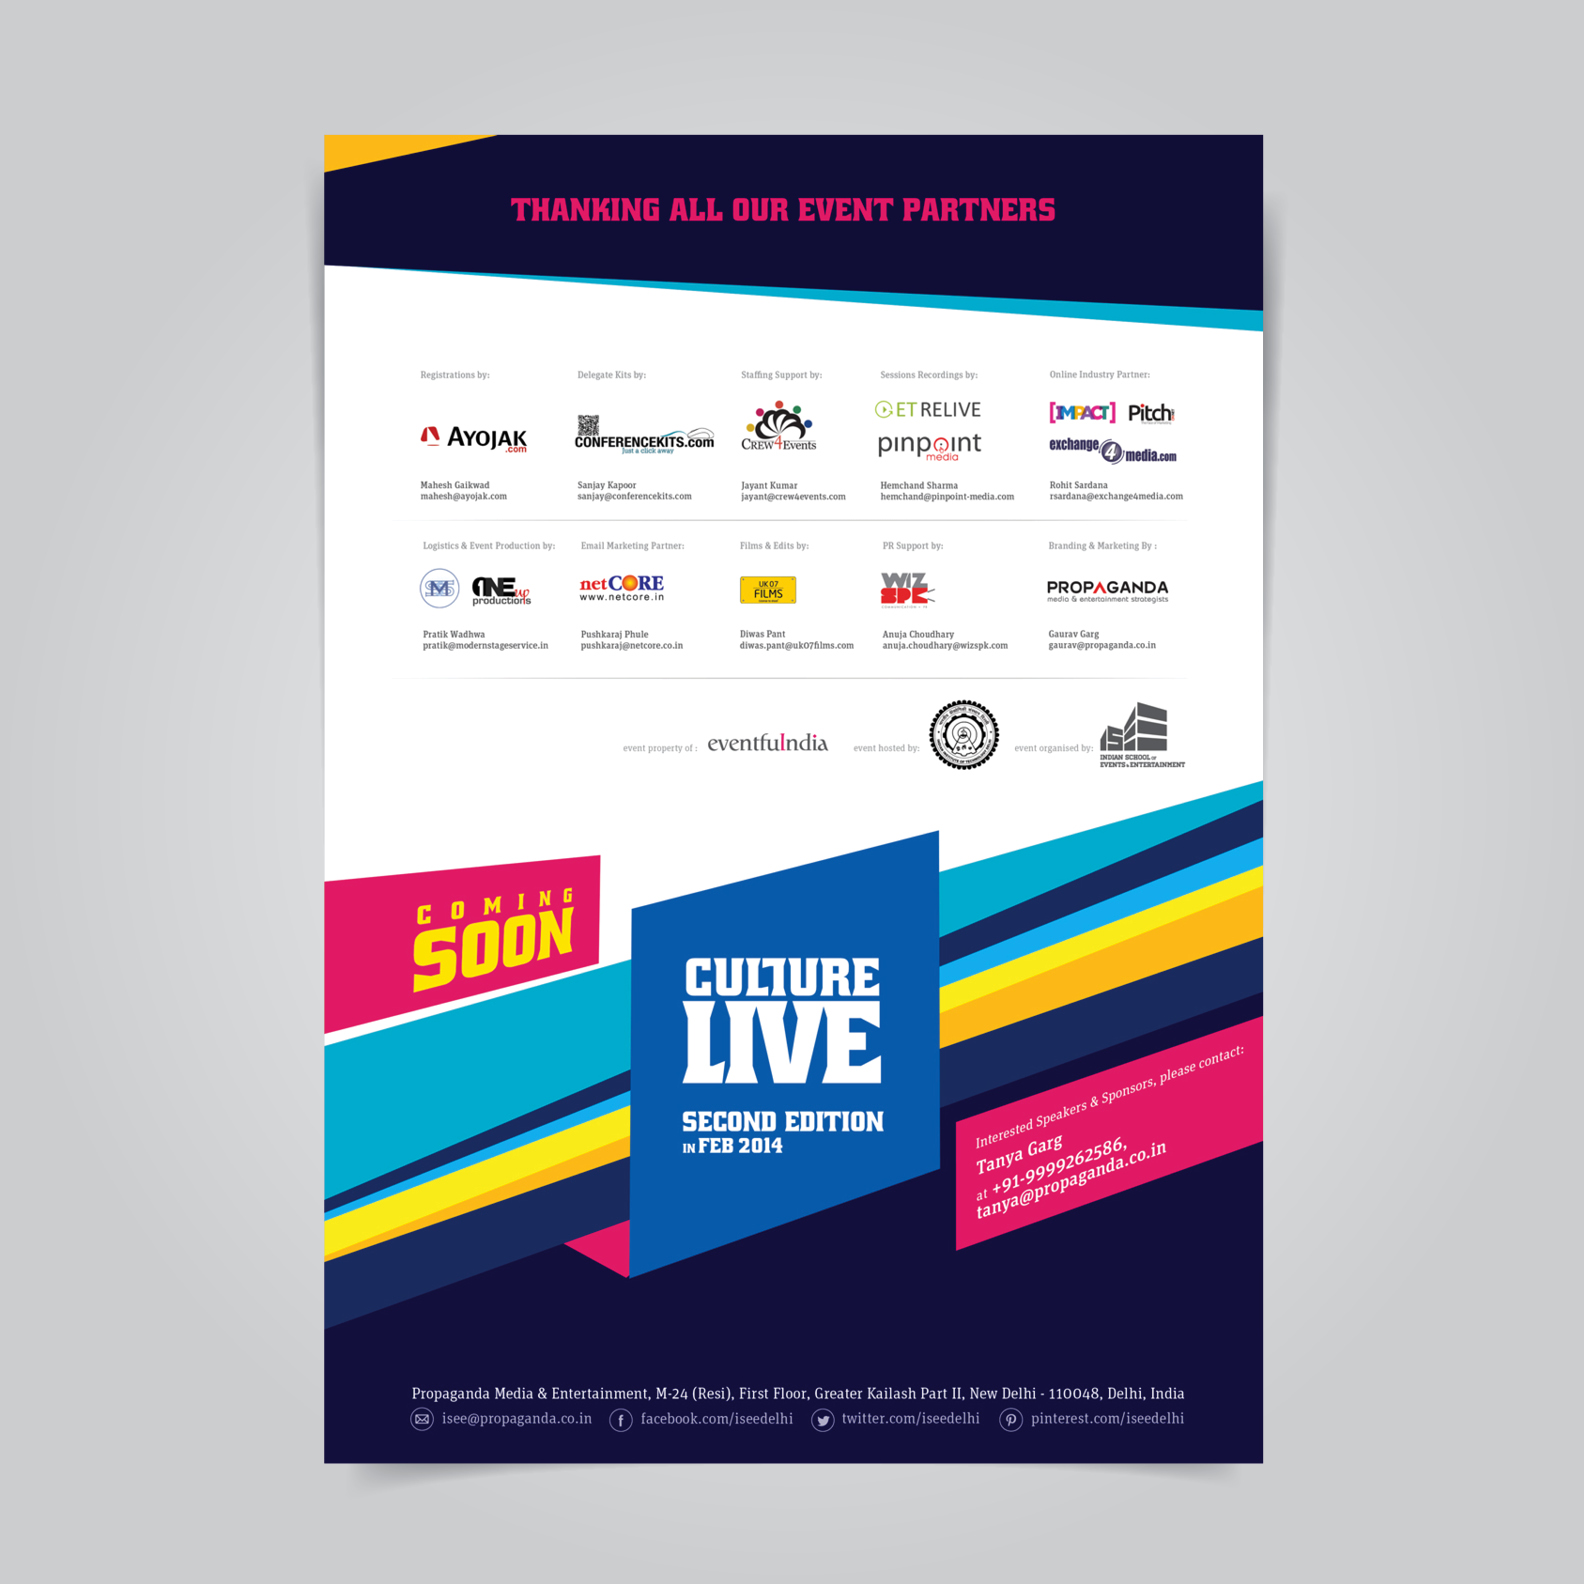 THANKING ALL OUR EVENT PARTNERS
Registrations by:
AYOJAK
.com
Mahesh Gaikwad
mahesh@ayojak.com
Delegate Kits by:
CONFERENCEKITS.com
Just a click away
Sanjay Kapoor
sanjay@conferencekits.com
Staffing Support by:
CREW4Events
Jayant Kumar
jayant@crew4events.com
Sessions Recordings by:
GETRELIVE
pinpoint
media
Hemchand Sharma
hemchand@pinpoint-media.com
Online Industry Partner:
[IMPACT] Pitch
exchange4media.com
Rohit Sardana
rsardana@exchange4media.com
Logistics & Event Production by:
ONE up
productions
Pratik Wadhwa
pratik@modernstageservice.in
Email Marketing Partner:
netCORE
www.netcore.in
Pushkaraj Phule
pushkaraj@netcore.co.in
Films & Edits by:
UK 07
FILMS
Diwas Pant
diwas.pant@uk07films.com
PR Support by:
WIZ
SPK
Anuja Choudhary
anuja.choudhary@wizspk.com
Branding & Marketing By :
PROPAGANDA
media & entertainment strategists
Gaurav Garg
gaurav@propaganda.co.in
event property of : eventfulndia
event hosted by:
event organised by:
ISEE
INDIAN SCHOOL OF
EVENTS & ENTERTAINMENT
COMING
SOON
CULTURE
LIVE
SECOND EDITION
IN FEB 2014
Interested Speakers & Sponsors, please contact:
Tanya Garg
at +91-9999262586,
tanya@propaganda.co.in
Propaganda Media & Entertainment, M-24 (Resi), First Floor, Greater Kailash Part II, New Delhi - 110048, Delhi, India
isee@propaganda.co.in facebook.com/iseedelhi twitter.com/iseedelhi pinterest.com/iseedelhi